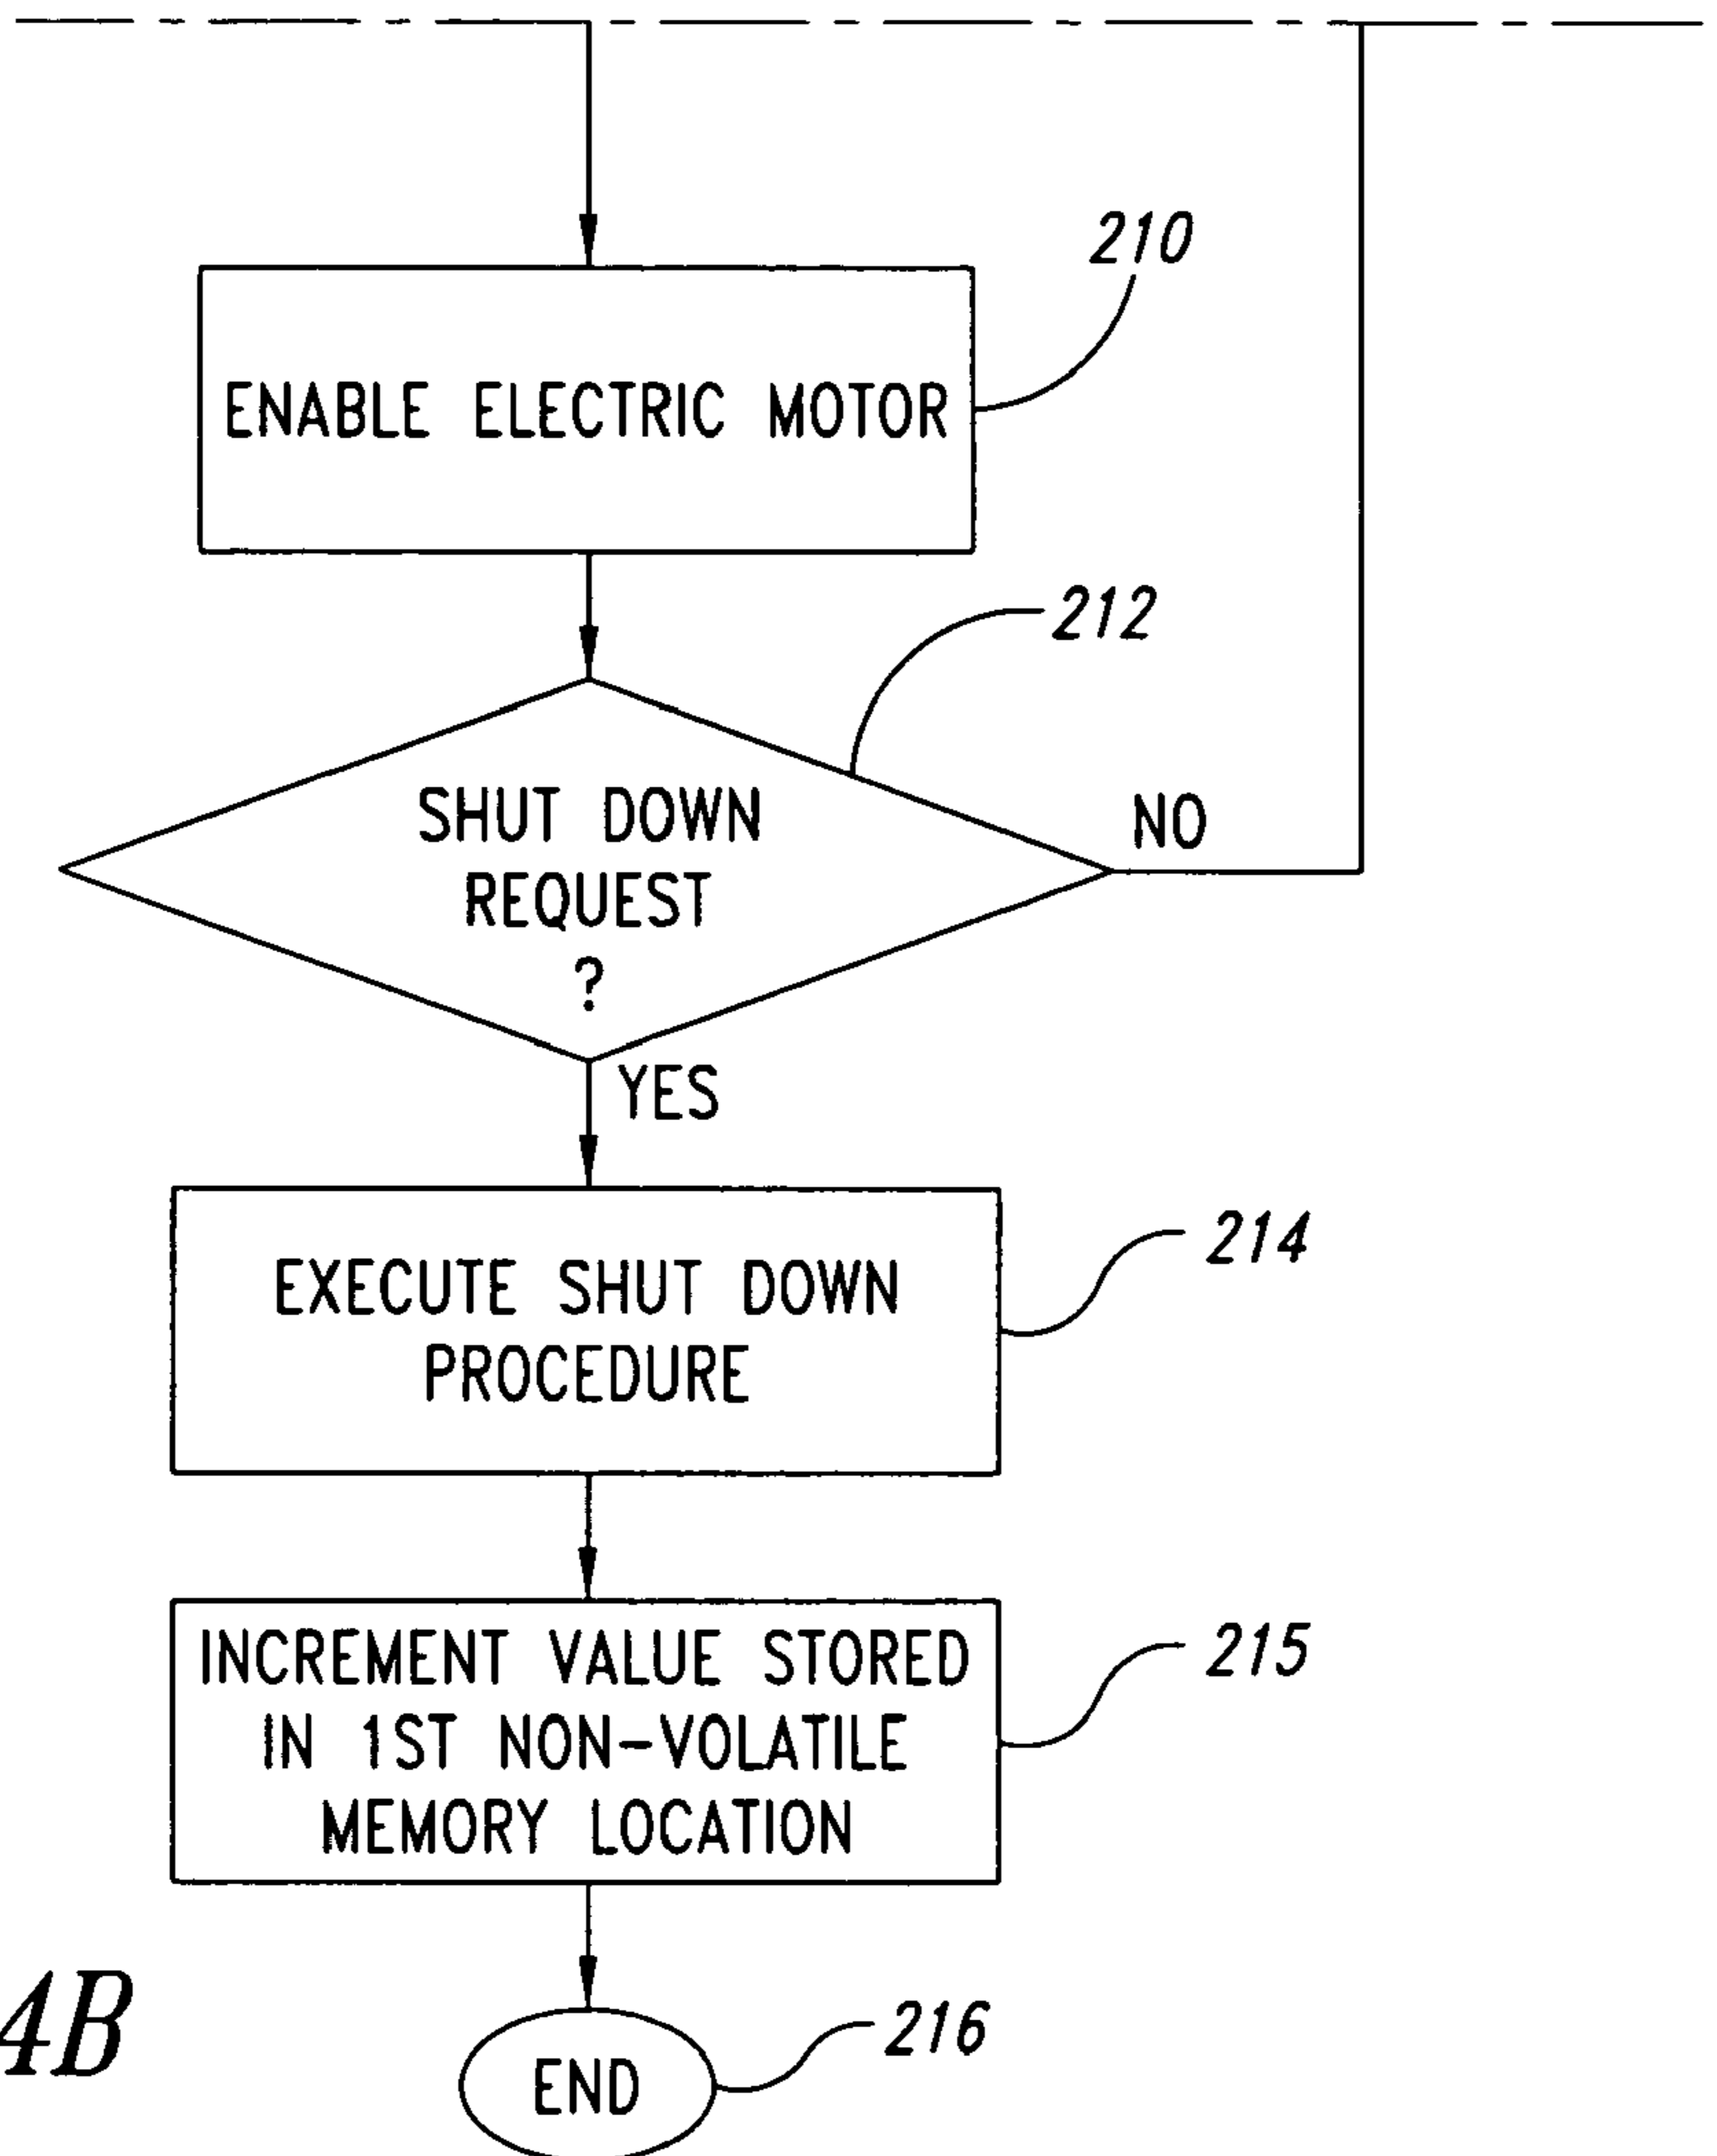 210
ENABLE ELECTRIC MOTOR
212
SHUT DOWN
REQUEST
?
NO
YES
214
EXECUTE SHUT DOWN
PROCEDURE
215
INCREMENT VALUE STORED
IN 1ST NON-VOLATILE
MEMORY LOCATION
216
END
4B